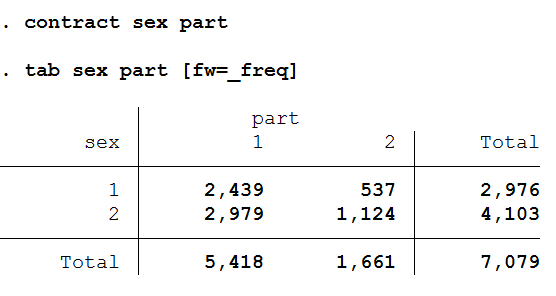 . contract sex part
. tab sex part [fw=_freq]
part
sex 1 2 Total
1 2,439 537 2,976
2 2,979 1,124 4,103
Total 5,418 1,661 7,079